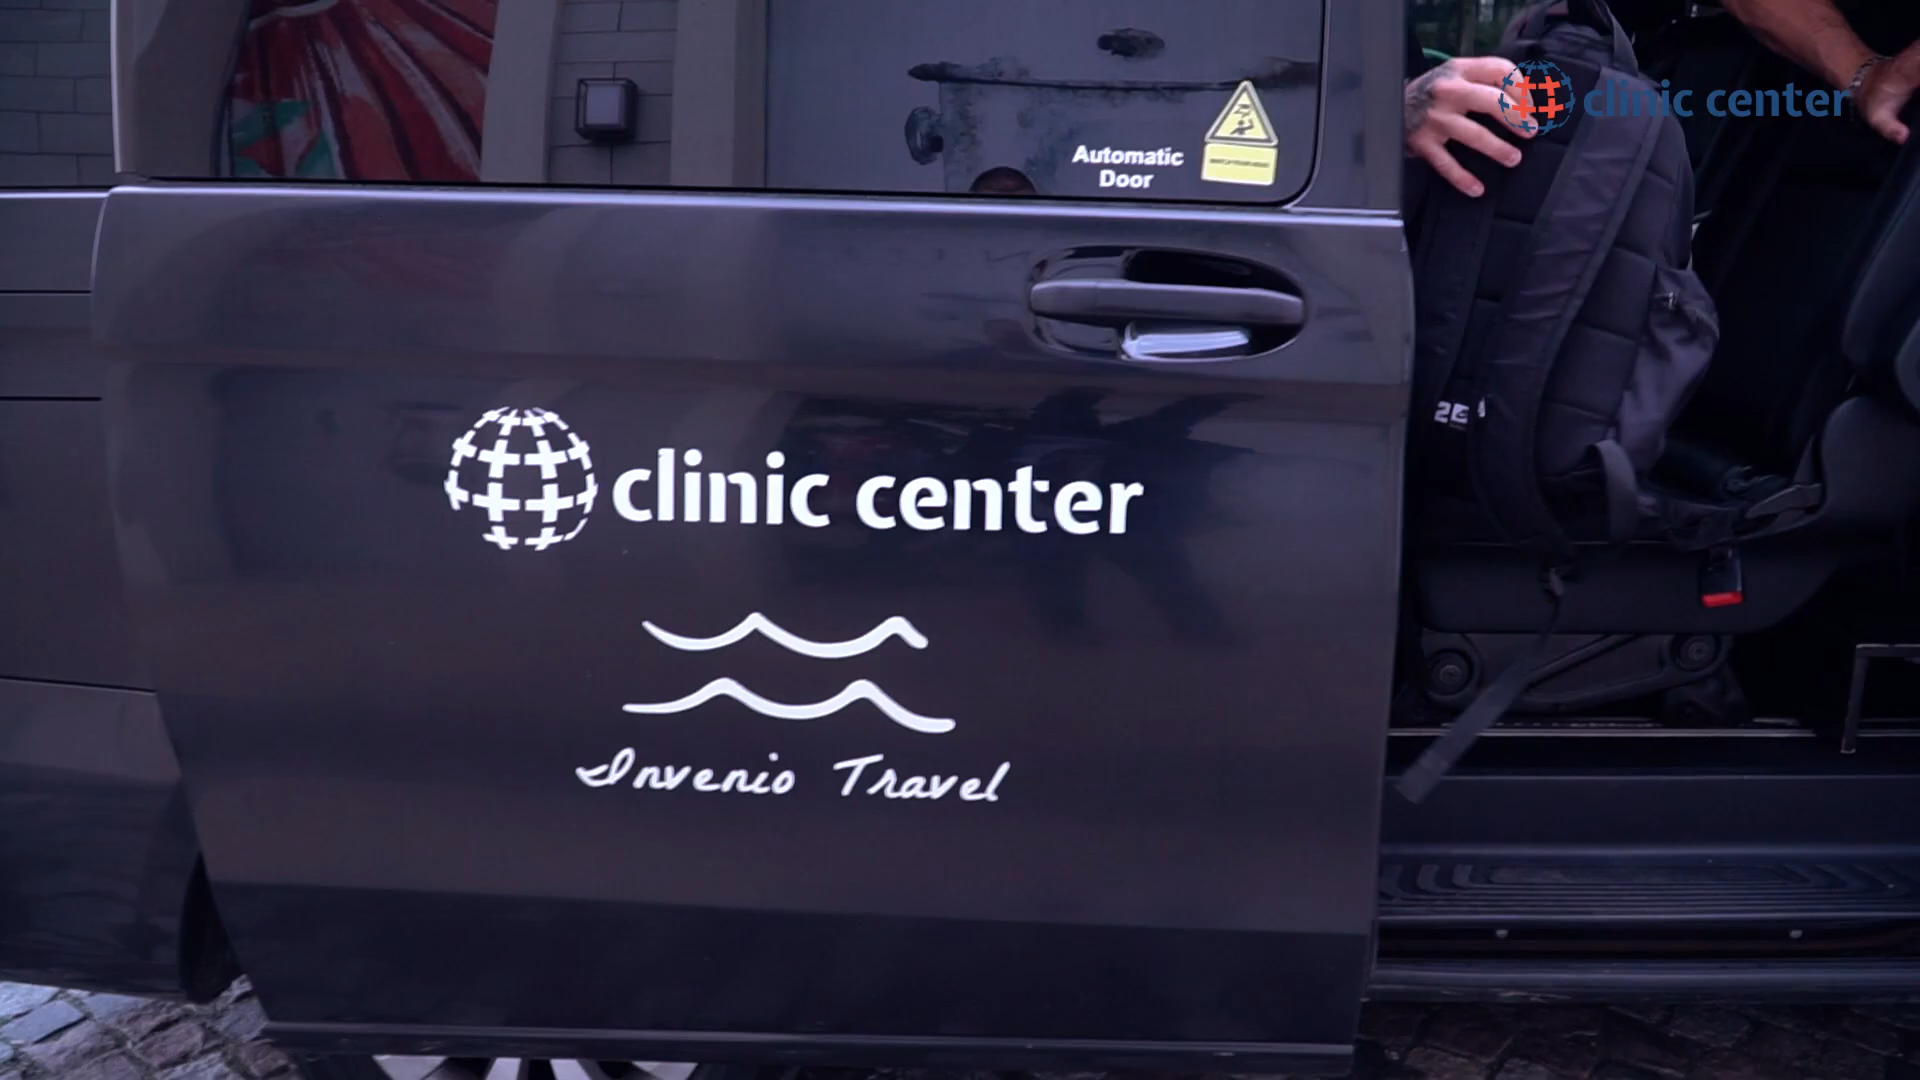 clinic center
Automatic
Door
clinic center
Invenio Travel